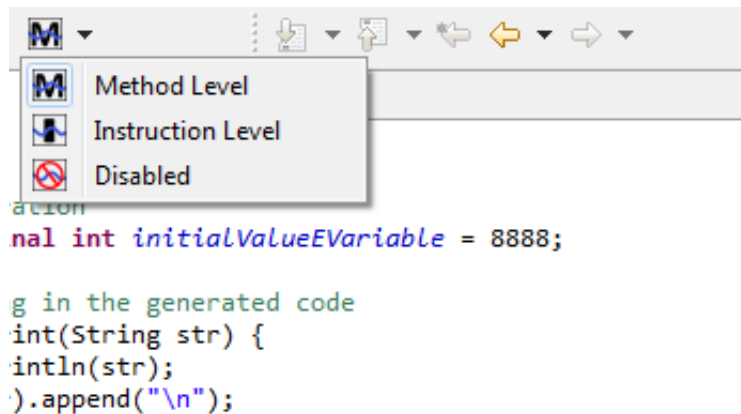 Method Level
Instruction Level
Disabled
ation
nal int initialValueEVariable = 8888;
g in the generated code
int(String str) {
intln(str);
).append("\n");